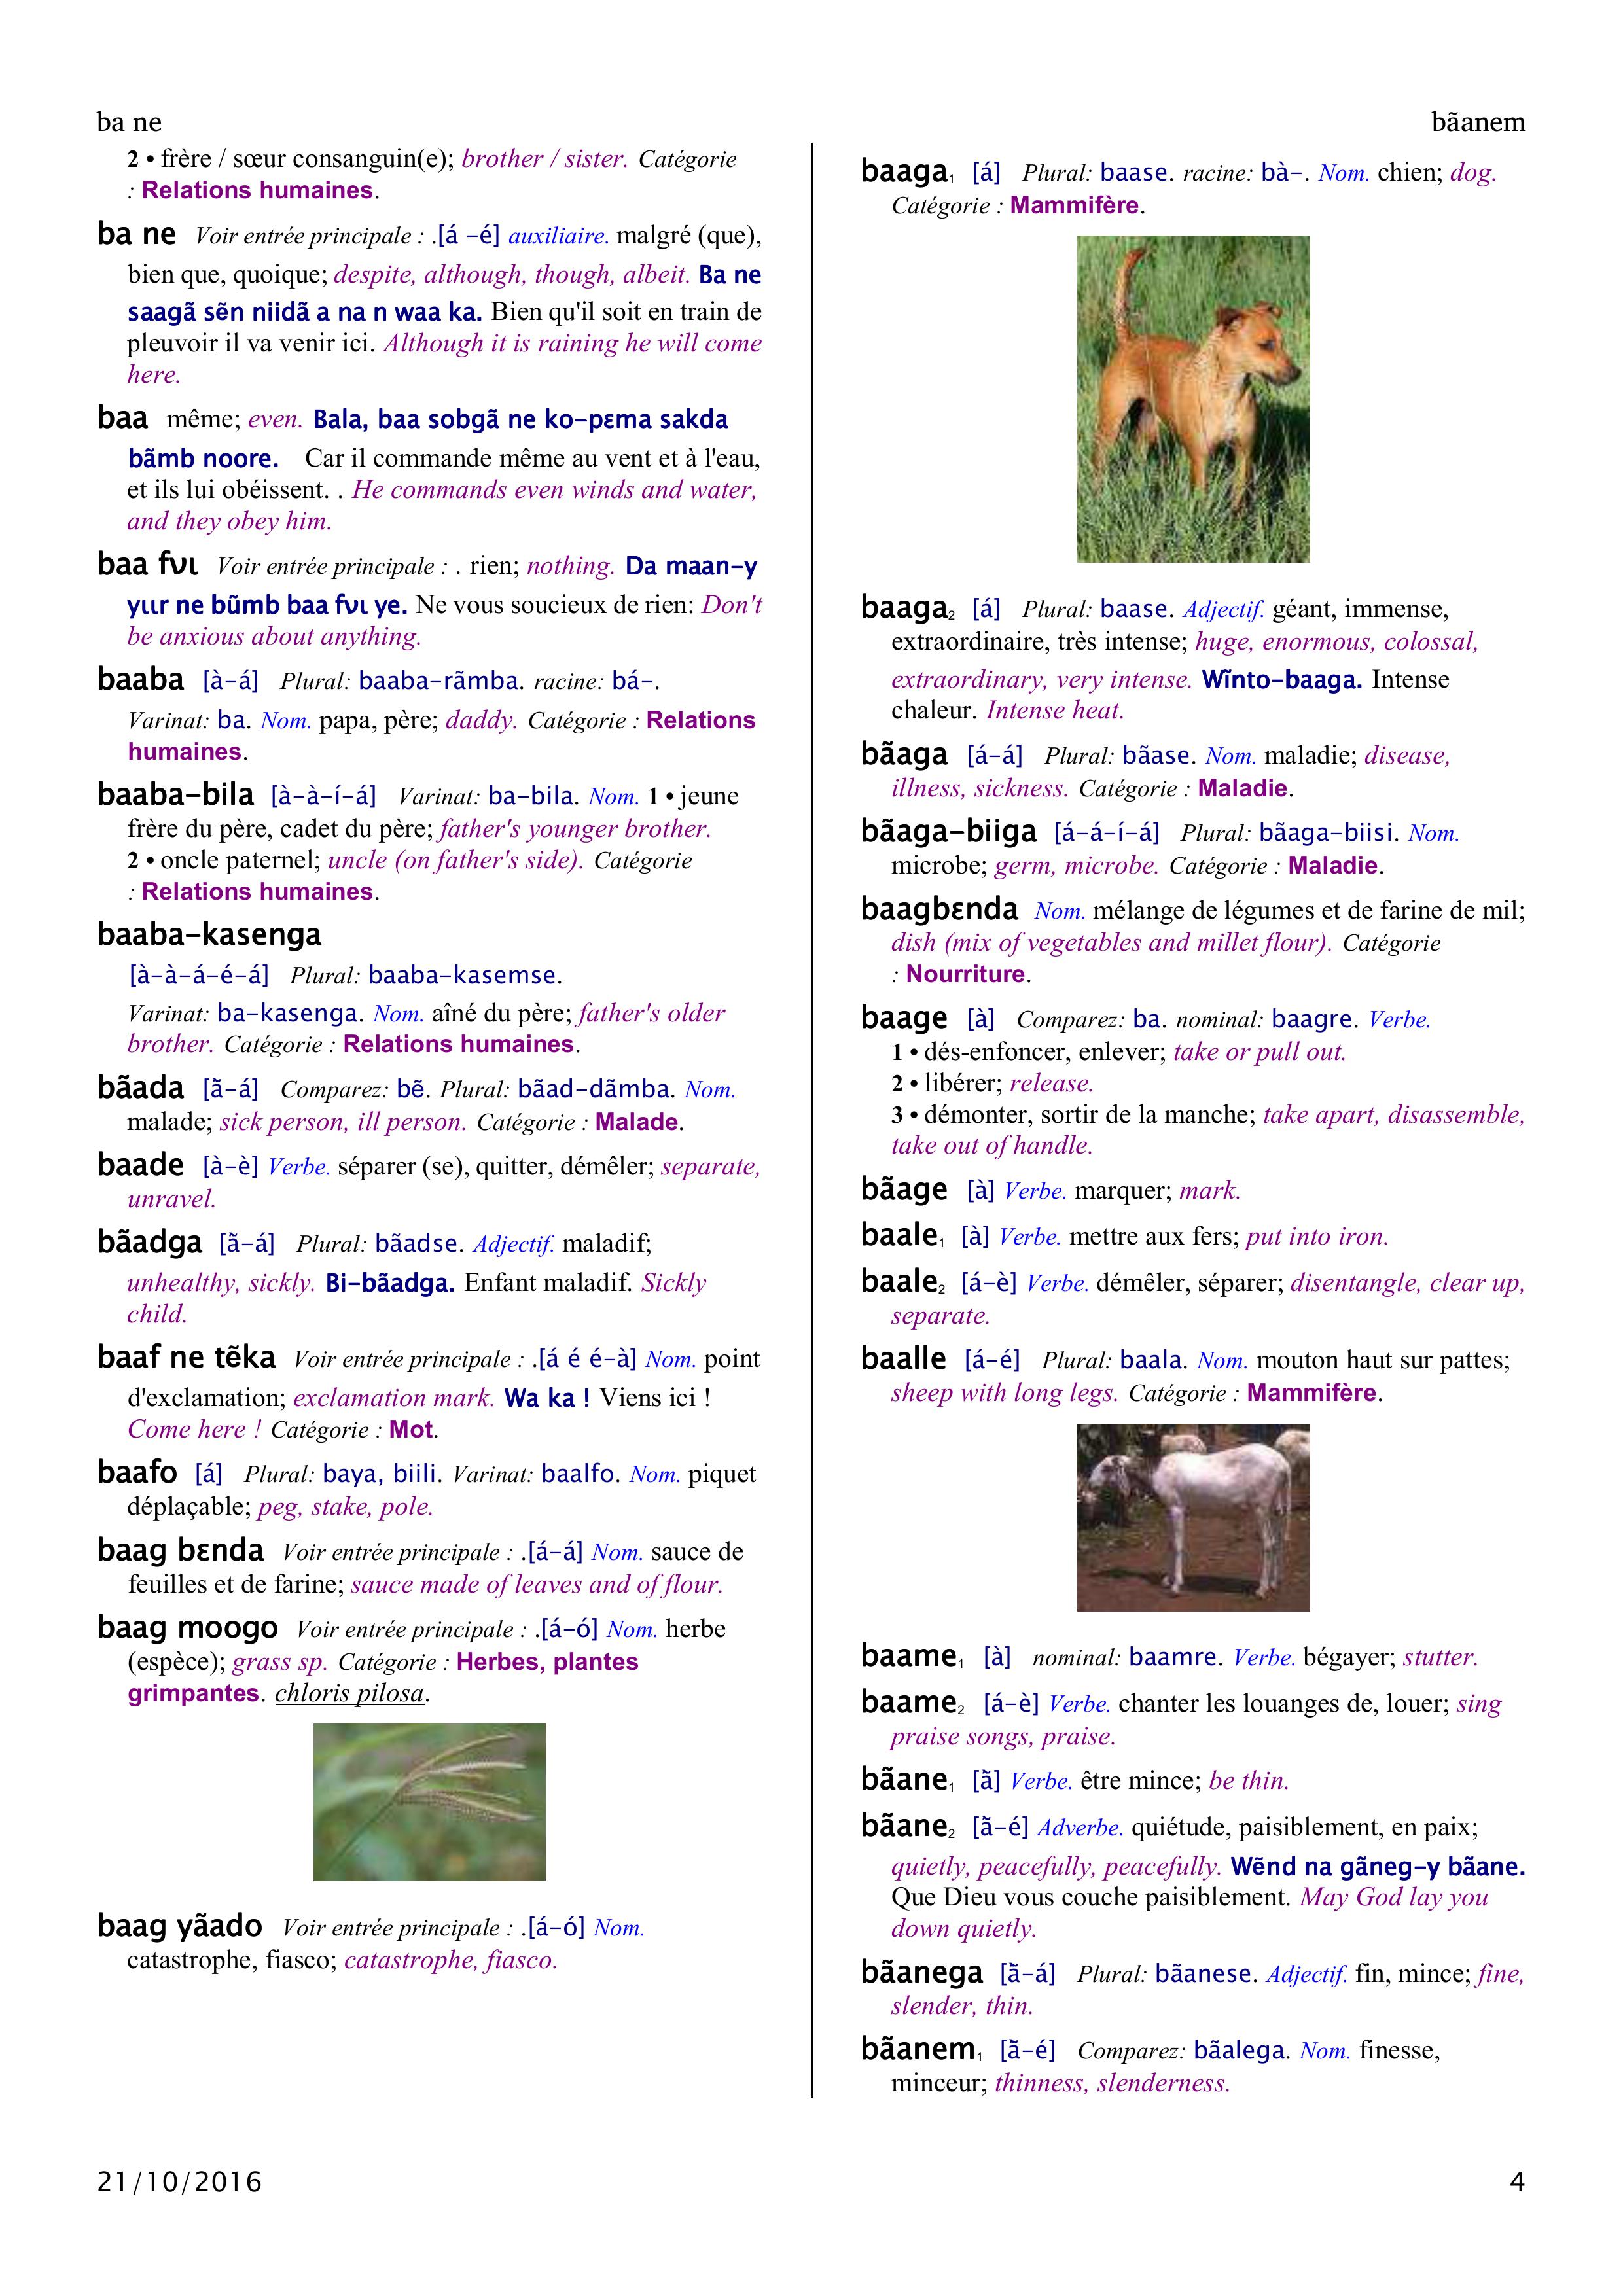 ba ne
bãanem
2 • frère / sœur consanguin(e); brother / sister. Catégorie
: Relations humaines.
ba ne Voir entrée principale : .[á –é] auxiliaire. malgré (que),
bien que, quoique; despite, although, though, albeit. Ba ne
saagã sẽn niidã a na n waa ka. Bien qu'il soit en train de
pleuvoir il va venir ici. Although it is raining he will come
here.
baa même; even. Bala, baa sobgã ne ko–pɛma sakda
bãmb noore. Car il commande même au vent et à l'eau,
et ils lui obéissent. . He commands even winds and water,
and they obey him.
baa fʋɩ Voir entrée principale : . rien; nothing. Da maan–y
yɩɩr ne bũmb baa fʋɩ ye. Ne vous soucieux de rien: Don't
be anxious about anything.
baaba [à–á] Plural: baaba–rãmba. racine: bá–.
Varinat: ba. Nom. papa, père; daddy. Catégorie : Relations
humaines.
baaba–bila [à–à–í–á] Varinat: ba–bila. Nom. 1 • jeune
frère du père, cadet du père; father's younger brother.
2 • oncle paternel; uncle (on father's side). Catégorie
: Relations humaines.
baaba–kasenga
[à–à–á–é–á] Plural: baaba–kasemse.
Varinat: ba–kasenga. Nom. aîné du père; father's older
brother. Catégorie : Relations humaines.
bãada [ã̀–á] Comparez: bẽ. Plural: bãad–dãmba. Nom.
malade; sick person, ill person. Catégorie : Malade.
baade [à–è] Verbe. séparer (se), quitter, démêler; separate,
unravel.
bãadga [ã̀–á] Plural: bãadse. Adjectif. maladif;
unhealthy, sickly. Bi–bãadga. Enfant maladif. Sickly
child.
baaf ne tẽka Voir entrée principale : .[á é é–à] Nom. point
d'exclamation; exclamation mark. Wa ka ! Viens ici !
Come here ! Catégorie : Mot.
baafo [á] Plural: baya, biili. Varinat: baalfo. Nom. piquet
déplaçable; peg, stake, pole.
baag bɛnda Voir entrée principale : .[á–á] Nom. sauce de
feuilles et de farine; sauce made of leaves and of flour.
baag moogo Voir entrée principale : .[á–ó] Nom. herbe
(espèce); grass sp. Catégorie : Herbes, plantes
grimpantes. chloris pilosa.
baag yãado Voir entrée principale : .[á–ó] Nom.
catastrophe, fiasco; catastrophe, fiasco.
baaga₁ [á] Plural: baase. racine: bà–. Nom. chien; dog.
Catégorie : Mammifère.
baaga₂ [á] Plural: baase. Adjectif. géant, immense,
extraordinaire, très intense; huge, enormous, colossal,
extraordinary, very intense. Wĩnto–baaga. Intense
chaleur. Intense heat.
bãaga [á–á] Plural: bãase. Nom. maladie; disease,
illness, sickness. Catégorie : Maladie.
bãaga–biiga [á–á–í–á] Plural: bãaga–biisi. Nom.
microbe; germ, microbe. Catégorie : Maladie.
baagbɛnda Nom. mélange de légumes et de farine de mil;
dish (mix of vegetables and millet flour). Catégorie
: Nourriture.
baage [à] Comparez: ba. nominal: baagre. Verbe.
1 • dés-enfoncer, enlever; take or pull out.
2 • libérer; release.
3 • démonter, sortir de la manche; take apart, disassemble,
take out of handle.
bãage [à] Verbe. marquer; mark.
baale₁ [à] Verbe. mettre aux fers; put into iron.
baale₂ [á–è] Verbe. démêler, séparer; disentangle, clear up,
separate.
baalle [á–é] Plural: baala. Nom. mouton haut sur pattes;
sheep with long legs. Catégorie : Mammifère.
baame₁ [à] nominal: baamre. Verbe. bégayer; stutter.
baame₂ [á–è] Verbe. chanter les louanges de, louer; sing
praise songs, praise.
bãane₁ [ã̀] Verbe. être mince; be thin.
bãane₂ [ã̀–é] Adverbe. quiétude, paisiblement, en paix;
quietly, peacefully, peacefully. Wẽnd na gãneg–y bãane.
Que Dieu vous couche paisiblement. May God lay you
down quietly.
bãanega [ã̀–á] Plural: bãanese. Adjectif. fin, mince; fine,
slender, thin.
bãanem₁ [ã̀–é] Comparez: bãalega. Nom. finesse,
minceur; thinness, slenderness.
21/10/2016
4